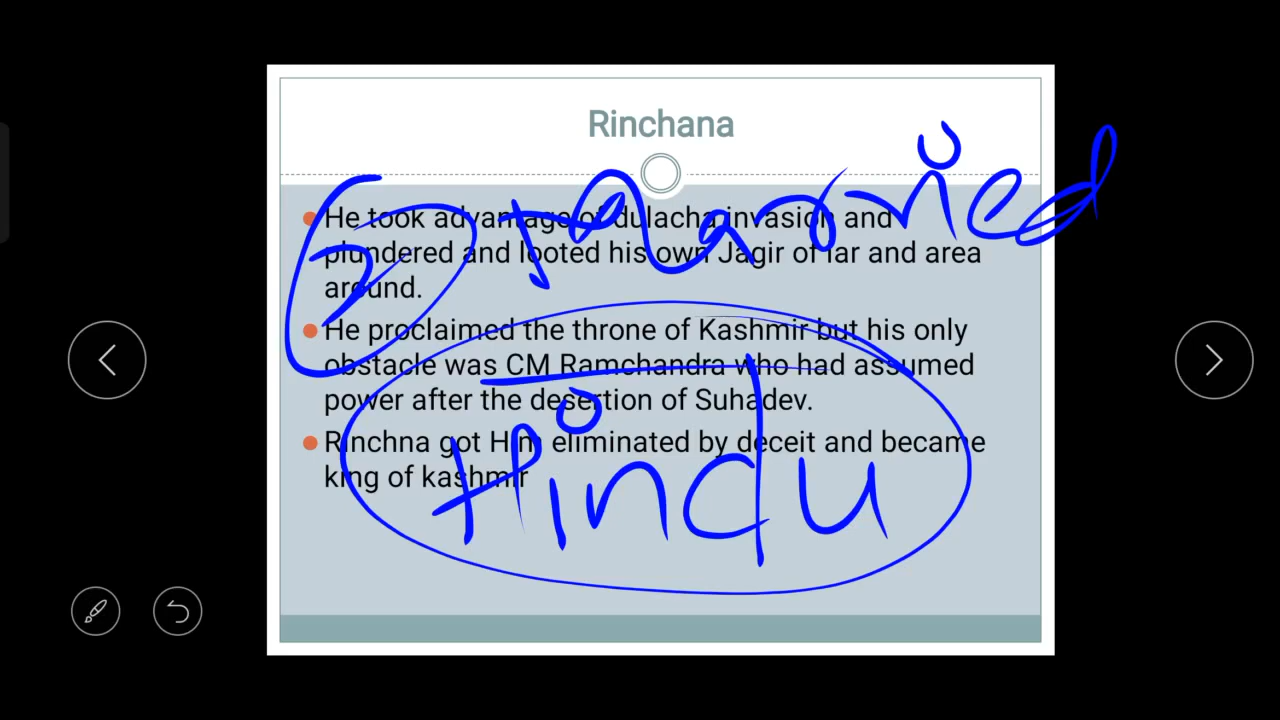 Rinchana
He took advantage of dulacha invasion and
plundered and looted his own Jagir of lar and area
around.
He proclaimed the throne of Kashmir but his only
obstacle was CM Ramchandra who had assumed
power after the desertion of Suhadev.
Rinchna got Him eliminated by deceit and became
king of kashmir
2
Married
Hindu